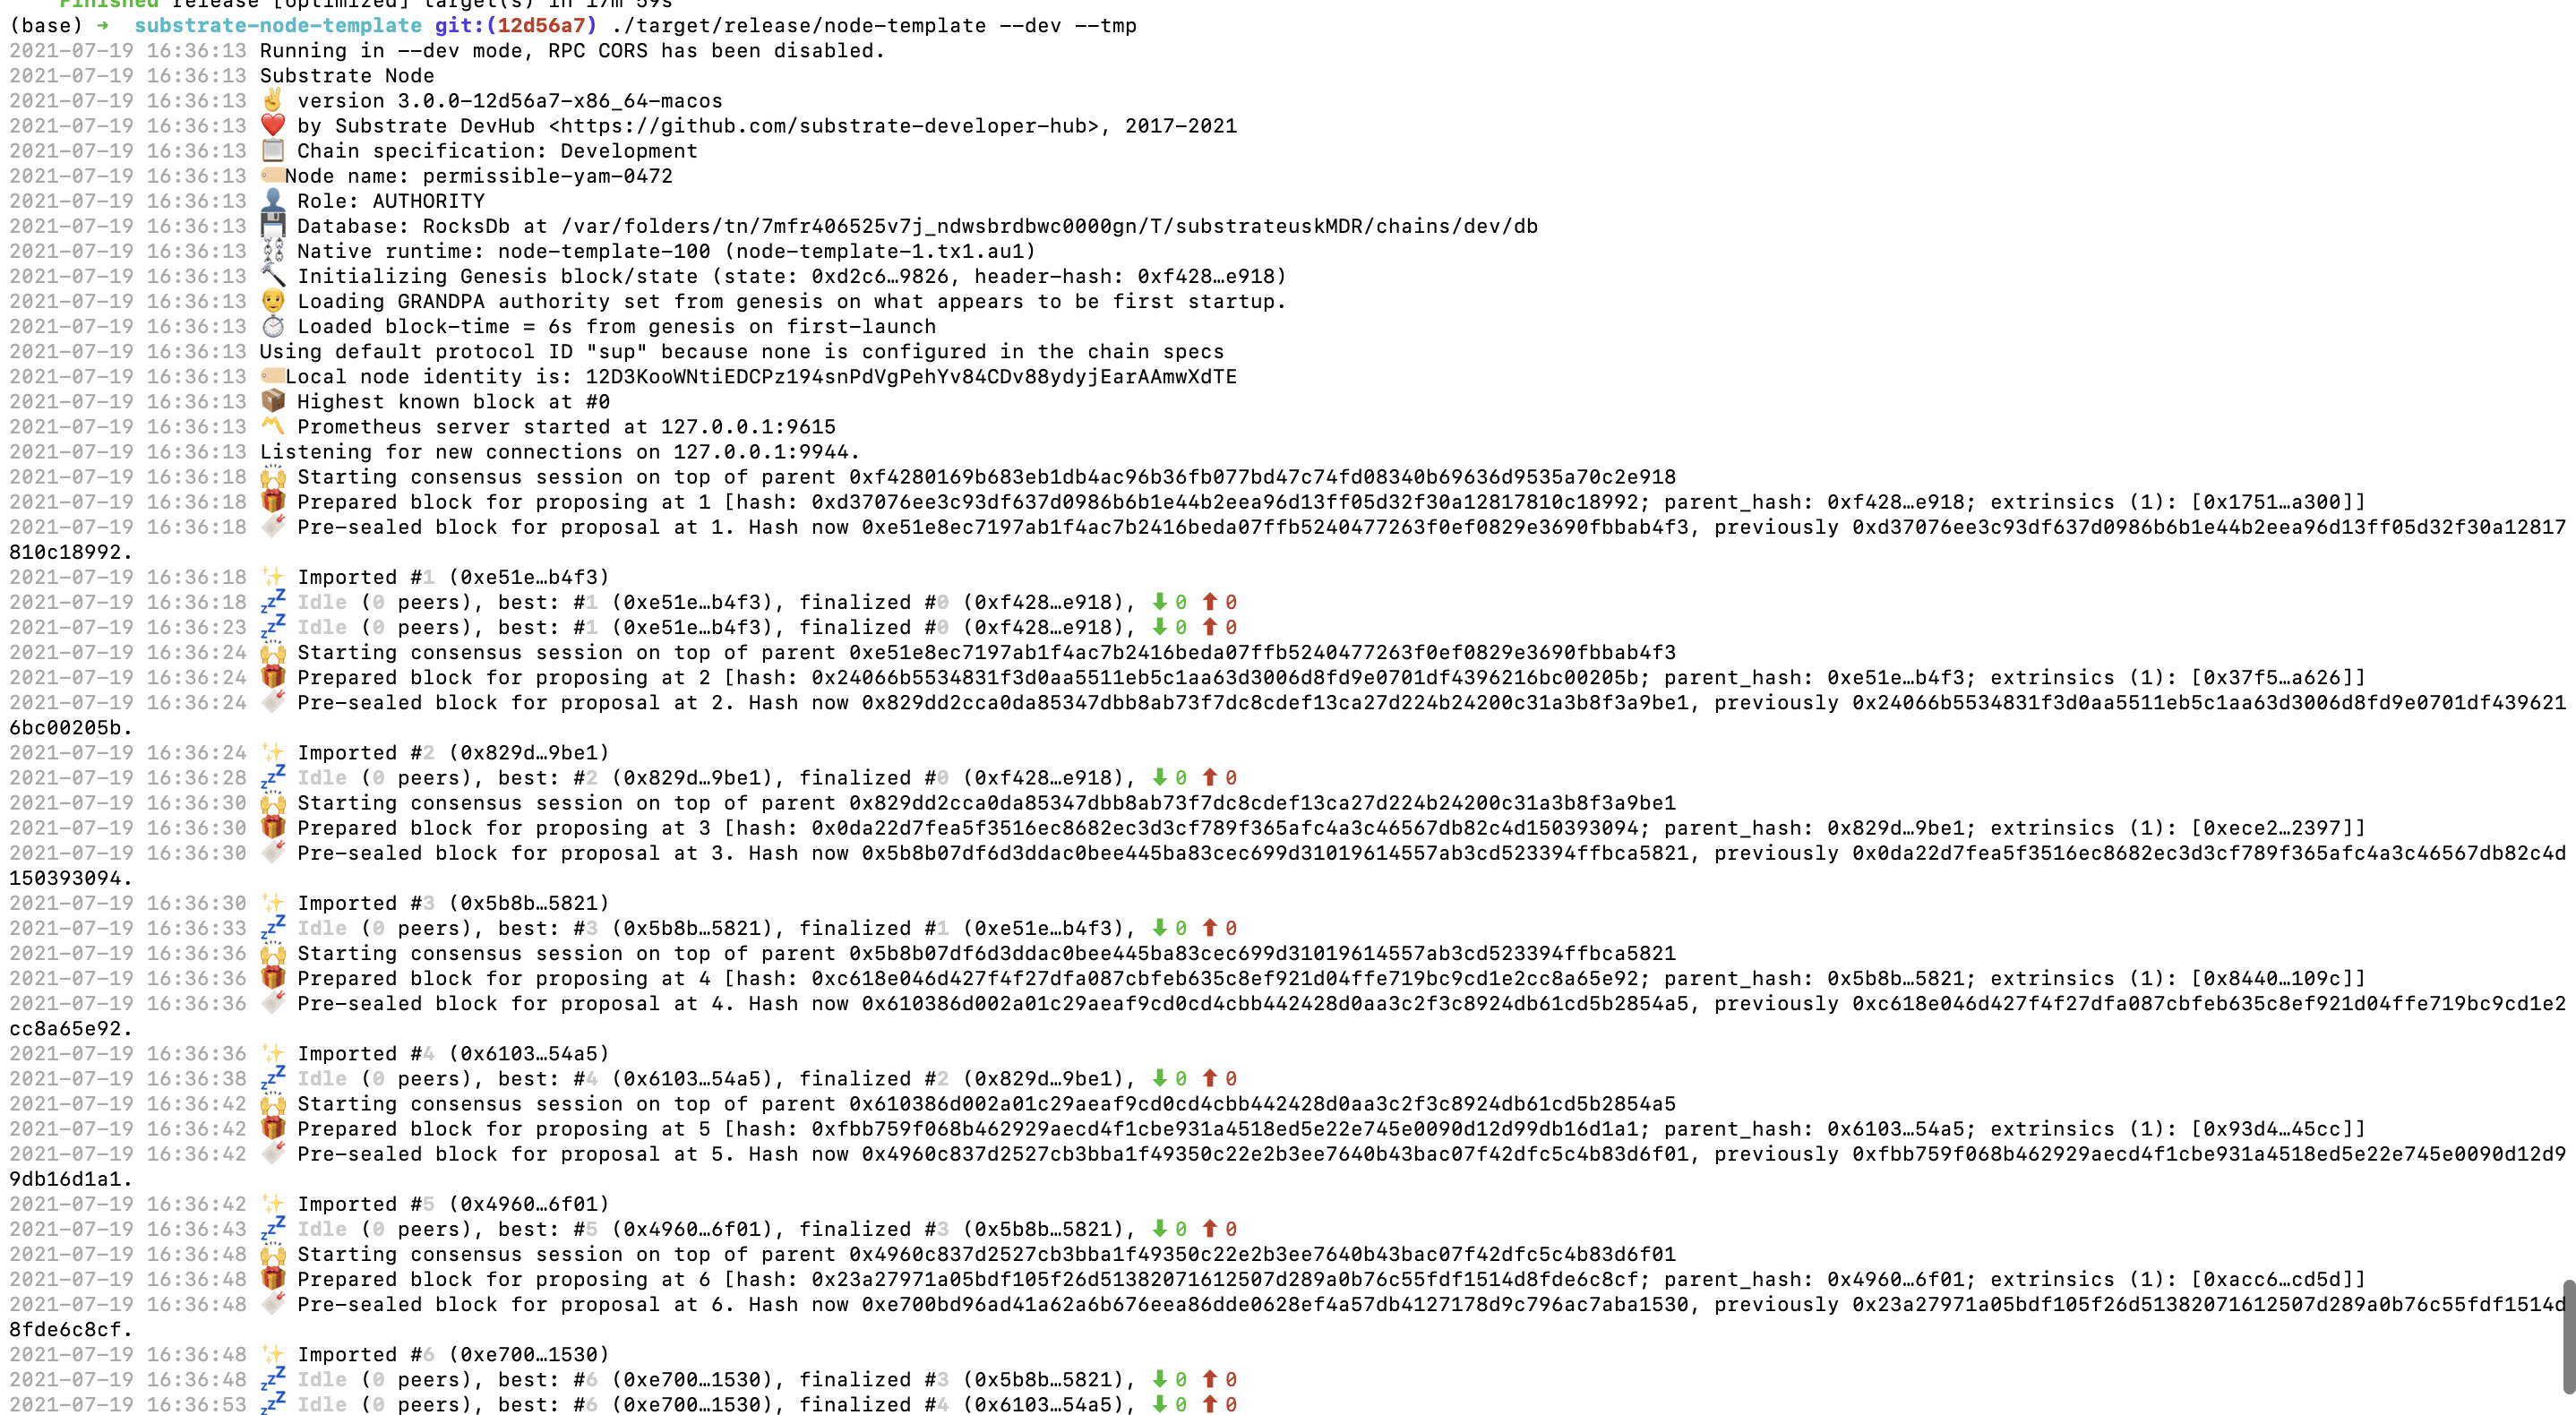 Finished release [optimized] target(s) in 17m 59s
(base) ➜  substrate-node-template git:(12d56a7) ./target/release/node-template --dev --tmp
2021-07-19 16:36:13 Running in --dev mode, RPC CORS has been disabled.
2021-07-19 16:36:13 Substrate Node
2021-07-19 16:36:13 ✌️ version 3.0.0-12d56a7-x86_64-macos
2021-07-19 16:36:13 ❤️ by Substrate DevHub <https://github.com/substrate-developer-hub>, 2017-2021
2021-07-19 16:36:13 📋 Chain specification: Development
2021-07-19 16:36:13 🏷Node name: permissible-yam-0472
2021-07-19 16:36:13 👤 Role: AUTHORITY
2021-07-19 16:36:13 💾 Database: RocksDb at /var/folders/tn/7mfr406525v7j_ndwsbrdbwc0000gn/T/substrateuskMDR/chains/dev/db
2021-07-19 16:36:13 ⛓ Native runtime: node-template-100 (node-template-1.tx1.au1)
2021-07-19 16:36:13 🔨 Initializing Genesis block/state (state: 0xd2c6…9826, header-hash: 0xf428…e918)
2021-07-19 16:36:13 👴 Loading GRANDPA authority set from genesis on what appears to be first startup.
2021-07-19 16:36:13 ⏱ Loaded block-time = 6s from genesis on first-launch
2021-07-19 16:36:13 Using default protocol ID "sup" because none is configured in the chain specs
2021-07-19 16:36:13 🏷Local node identity is: 12D3KooWNtiEDCPz194snPdVgPehYv84CDv88ydyjEarAAmwXdTE
2021-07-19 16:36:13 📦 Highest known block at #0
2021-07-19 16:36:13 〽️ Prometheus server started at 127.0.0.1:9615
2021-07-19 16:36:13 Listening for new connections on 127.0.0.1:9944.
2021-07-19 16:36:18 🙌 Starting consensus session on top of parent 0xf4280169b683eb1db4ac96b36fb077bd47c74fd08340b69636d9535a70c2e918
2021-07-19 16:36:18 🎁 Prepared block for proposing at 1 [hash: 0xd37076ee3c93df637d0986b6b1e44b2eea96d13ff05d32f30a12817810c18992; parent_hash: 0xf428…e918; extrinsics (1): [0x1751…a300]]
2021-07-19 16:36:18 🔖 Pre-sealed block for proposal at 1. Hash now 0xe51e8ec7197ab1f4ac7b2416beda07ffb5240477263f0ef0829e3690fbbab4f3, previously 0xd37076ee3c93df637d0986b6b1e44b2eea96d13ff05d32f30a12817
810c18992.
2021-07-19 16:36:18 ✨ Imported #1 (0xe51e…b4f3)
2021-07-19 16:36:18 💤 Idle (0 peers), best: #1 (0xe51e…b4f3), finalized #0 (0xf428…e918), ⬇ 0 ⬆ 0
2021-07-19 16:36:23 💤 Idle (0 peers), best: #1 (0xe51e…b4f3), finalized #0 (0xf428…e918), ⬇ 0 ⬆ 0
2021-07-19 16:36:24 🙌 Starting consensus session on top of parent 0xe51e8ec7197ab1f4ac7b2416beda07ffb5240477263f0ef0829e3690fbbab4f3
2021-07-19 16:36:24 🎁 Prepared block for proposing at 2 [hash: 0x24066b5534831f3d0aa5511eb5c1aa63d3006d8fd9e0701df4396216bc00205b; parent_hash: 0xe51e…b4f3; extrinsics (1): [0x37f5…a626]]
2021-07-19 16:36:24 🔖 Pre-sealed block for proposal at 2. Hash now 0x829dd2cca0da85347dbb8ab73f7dc8cdef13ca27d224b24200c31a3b8f3a9be1, previously 0x24066b5534831f3d0aa5511eb5c1aa63d3006d8fd9e0701df439621
6bc00205b.
2021-07-19 16:36:24 ✨ Imported #2 (0x829d…9be1)
2021-07-19 16:36:28 💤 Idle (0 peers), best: #2 (0x829d…9be1), finalized #0 (0xf428…e918), ⬇ 0 ⬆ 0
2021-07-19 16:36:30 🙌 Starting consensus session on top of parent 0x829dd2cca0da85347dbb8ab73f7dc8cdef13ca27d224b24200c31a3b8f3a9be1
2021-07-19 16:36:30 🎁 Prepared block for proposing at 3 [hash: 0x0da22d7fea5f3516ec8682ec3d3cf789f365afc4a3c46567db82c4d150393094; parent_hash: 0x829d…9be1; extrinsics (1): [0xece2…2397]]
2021-07-19 16:36:30 🔖 Pre-sealed block for proposal at 3. Hash now 0x5b8b07df6d3ddac0bee445ba83cec699d31019614557ab3cd523394ffbca5821, previously 0x0da22d7fea5f3516ec8682ec3d3cf789f365afc4a3c46567db82c4d
150393094.
2021-07-19 16:36:30 ✨ Imported #3 (0x5b8b…5821)
2021-07-19 16:36:33 💤 Idle (0 peers), best: #3 (0x5b8b…5821), finalized #1 (0xe51e…b4f3), ⬇ 0 ⬆ 0
2021-07-19 16:36:36 🙌 Starting consensus session on top of parent 0x5b8b07df6d3ddac0bee445ba83cec699d31019614557ab3cd523394ffbca5821
2021-07-19 16:36:36 🎁 Prepared block for proposing at 4 [hash: 0xc618e046d427f4f27dfa087cbfeb635c8ef921d04ffe719bc9cd1e2cc8a65e92; parent_hash: 0x5b8b…5821; extrinsics (1): [0x8440…109c]]
2021-07-19 16:36:36 🔖 Pre-sealed block for proposal at 4. Hash now 0x610386d002a01c29aeaf9cd0cd4cbb442428d0aa3c2f3c8924db61cd5b2854a5, previously 0xc618e046d427f4f27dfa087cbfeb635c8ef921d04ffe719bc9cd1e2
cc8a65e92.
2021-07-19 16:36:36 ✨ Imported #4 (0x6103…54a5)
2021-07-19 16:36:38 💤 Idle (0 peers), best: #4 (0x6103…54a5), finalized #2 (0x829d…9be1), ⬇ 0 ⬆ 0
2021-07-19 16:36:42 🙌 Starting consensus session on top of parent 0x610386d002a01c29aeaf9cd0cd4cbb442428d0aa3c2f3c8924db61cd5b2854a5
2021-07-19 16:36:42 🎁 Prepared block for proposing at 5 [hash: 0xfbb759f068b462929aecd4f1cbe931a4518ed5e22e745e0090d12d99db16d1a1; parent_hash: 0x6103…54a5; extrinsics (1): [0x93d4…45cc]]
2021-07-19 16:36:42 🔖 Pre-sealed block for proposal at 5. Hash now 0x4960c837d2527cb3bba1f49350c22e2b3ee7640b43bac07f42dfc5c4b83d6f01, previously 0xfbb759f068b462929aecd4f1cbe931a4518ed5e22e745e0090d12d9
9db16d1a1.
2021-07-19 16:36:42 ✨ Imported #5 (0x4960…6f01)
2021-07-19 16:36:43 💤 Idle (0 peers), best: #5 (0x4960…6f01), finalized #3 (0x5b8b…5821), ⬇ 0 ⬆ 0
2021-07-19 16:36:48 🙌 Starting consensus session on top of parent 0x4960c837d2527cb3bba1f49350c22e2b3ee7640b43bac07f42dfc5c4b83d6f01
2021-07-19 16:36:48 🎁 Prepared block for proposing at 6 [hash: 0x23a27971a05bdf105f26d51382071612507d289a0b76c55fdf1514d8fde6c8cf; parent_hash: 0x4960…6f01; extrinsics (1): [0xacc6…cd5d]]
2021-07-19 16:36:48 🔖 Pre-sealed block for proposal at 6. Hash now 0xe700bd96ad41a62a6b676eea86dde0628ef4a57db4127178d9c796ac7aba1530, previously 0x23a27971a05bdf105f26d51382071612507d289a0b76c55fdf1514d
8fde6c8cf.
2021-07-19 16:36:48 ✨ Imported #6 (0xe700…1530)
2021-07-19 16:36:48 💤 Idle (0 peers), best: #6 (0xe700…1530), finalized #3 (0x5b8b…5821), ⬇ 0 ⬆ 0
2021-07-19 16:36:53 💤 Idle (0 peers), best: #6 (0xe700…1530), finalized #4 (0x6103…54a5), ⬇ 0 ⬆ 0